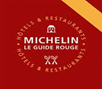 HÔTELS & RESTAURANTS
MICHELIN
LE GUIDE ROUGE
HÔTELS & RESTAURANTS